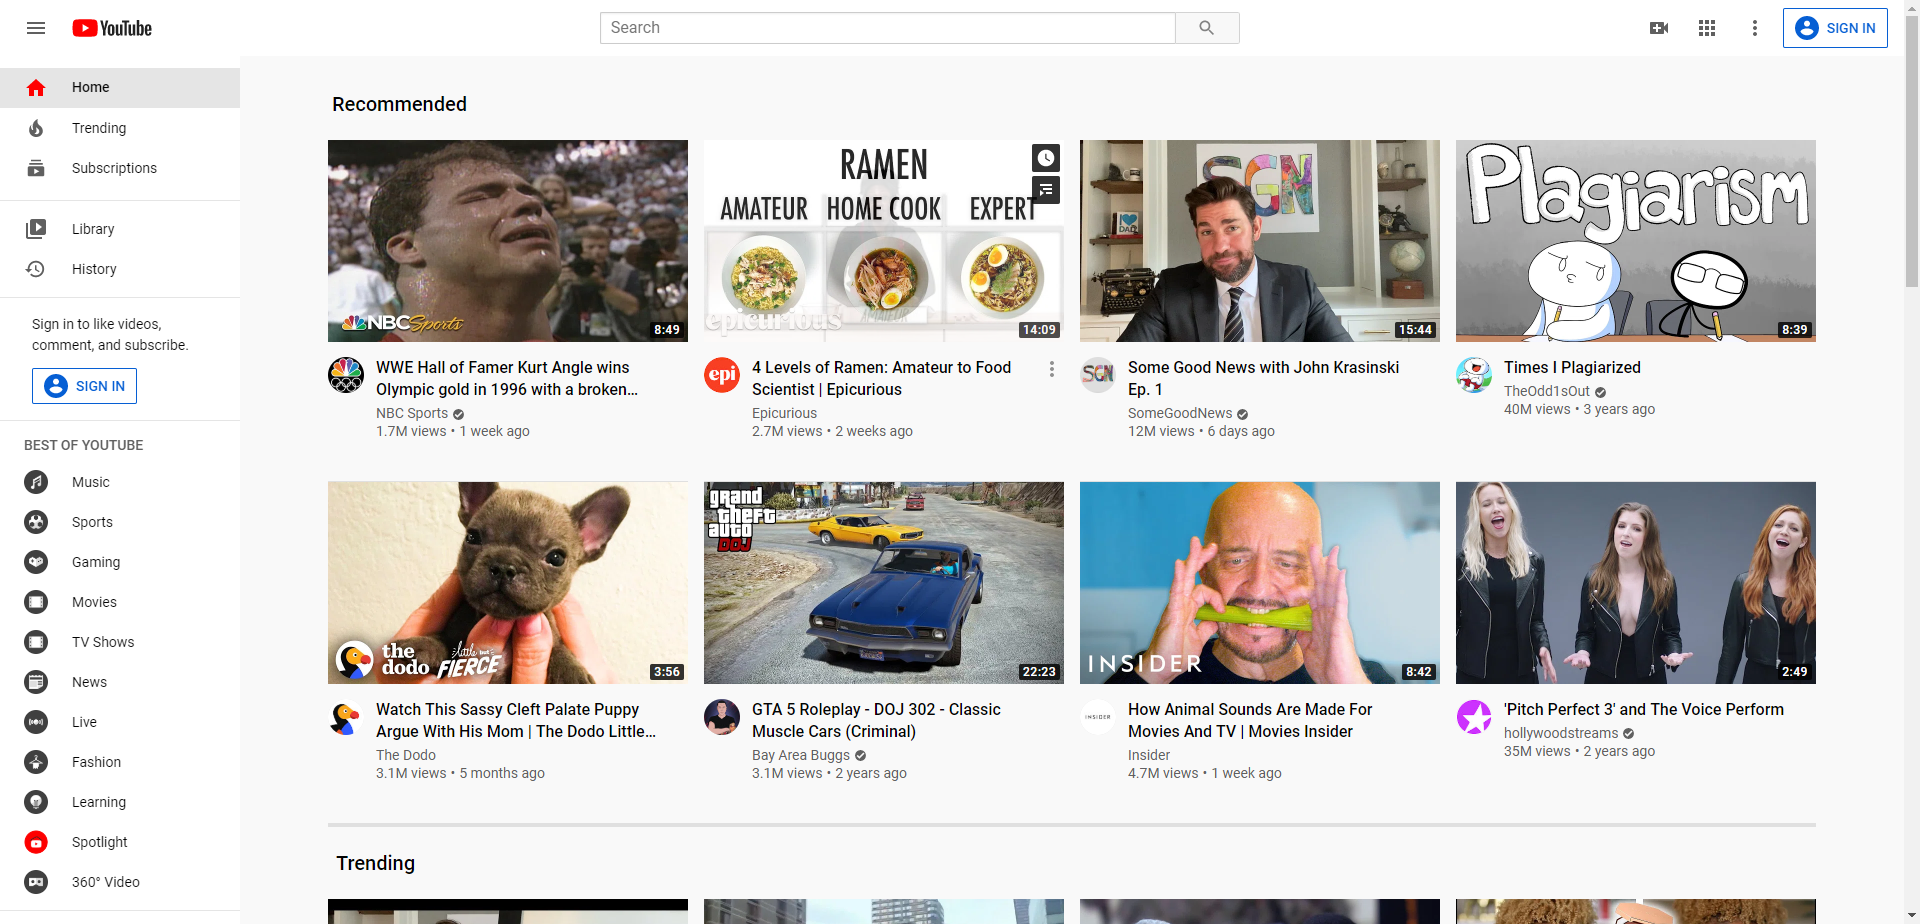 YouTube
Search
SIGN IN
Home
Trending
Subscriptions
Library
History
Sign in to like videos,
comment, and subscribe.
SIGN IN
BEST OF YOUTUBE
Music
Sports
Gaming
Movies
TV Shows
News
Live
Fashion
Learning
Spotlight
360° Video
Recommended
NBC Sports
8:49
WWE Hall of Famer Kurt Angle wins
Olympic gold in 1996 with a broken...
NBC Sports
1.7M views • 1 week ago
RAMEN
AMATEUR HOME COOK EXPERT
epicurious
AMATEUR
14:09
epi
4 Levels of Ramen: Amateur to Food
Scientist | Epicurious
Epicurious
2.7M views • 2 weeks ago
SGN
I
DAD
15:44
SGN
Some Good News with John Krasinski
Ep. 1
SomeGoodNews
12M views • 6 days ago
Plagiarism
8:39
Times I Plagiarized
TheOdd1sOut
40M views • 3 years ago
the
dodo
little but
FIERCE
3:56
Watch This Sassy Cleft Palate Puppy
Argue With His Mom | The Dodo Little...
The Dodo
3.1M views • 5 months ago
grand
theft
auto
DOJ
22:23
GTA 5 Roleplay - DOJ 302 - Classic
Muscle Cars (Criminal)
Bay Area Buggs
3.1M views • 2 years ago
INSIDER
8:42
INSIDER
How Animal Sounds Are Made For
Movies And TV | Movies Insider
Insider
4.7M views • 1 week ago
2:49
'Pitch Perfect 3' and The Voice Perform
hollywoodstreams
35M views • 2 years ago
Trending